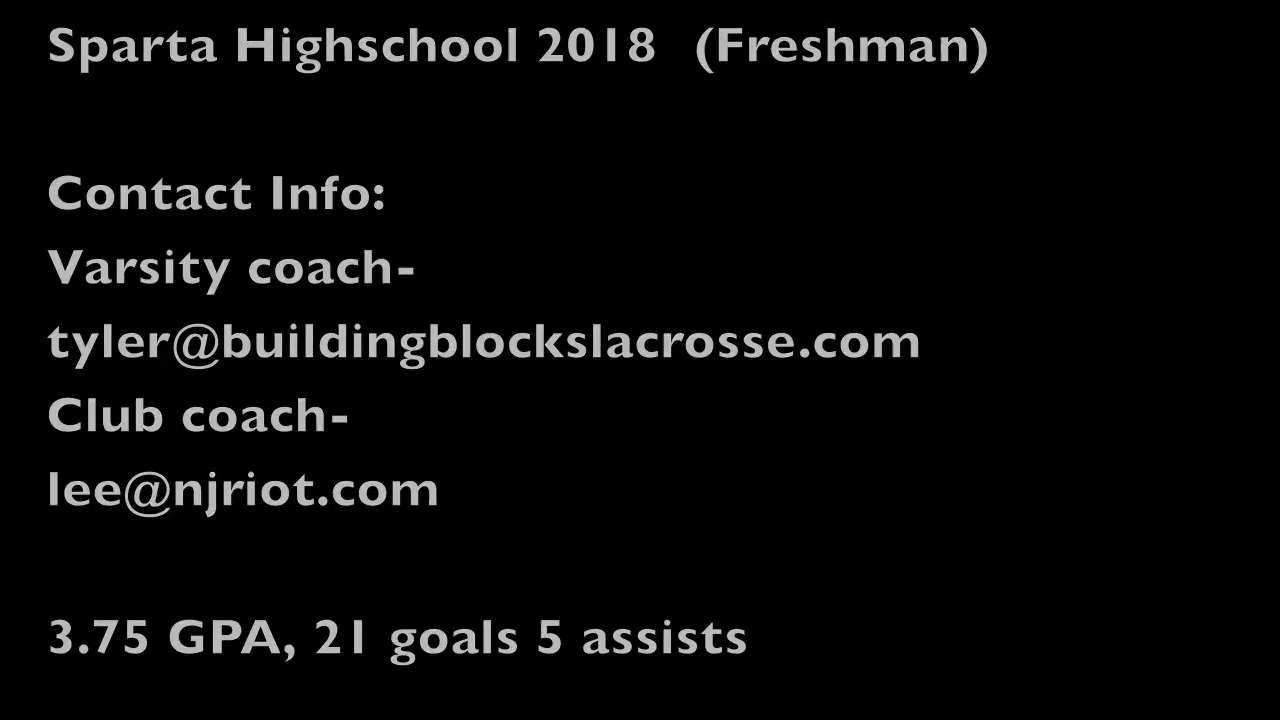 Sparta Highschool 2018 (Freshman)
Contact Info:
Varsity coach-
tyler@buildingblockslacrosse.com
Club coach-
lee@njriot.com
3.75 GPA, 21 goals 5 assists